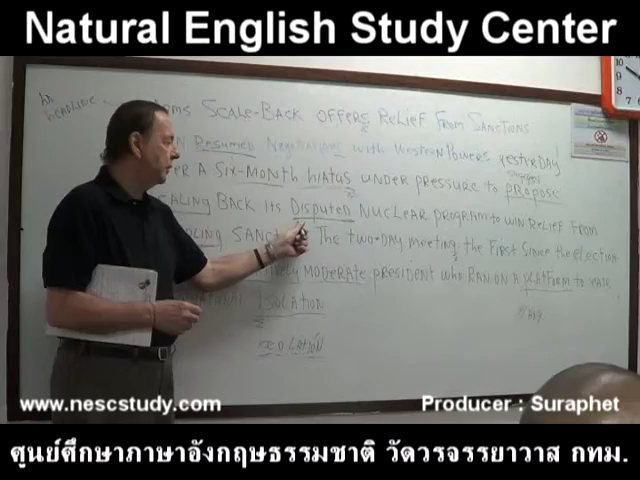 Natural English Study Center
HEADLINE
SCALE-BACK OFFERS RELIEF FROM SANCTIONS
RESUMED NEGOTIATIONS WITH WESTERN POWERS YESTERDAY
A SIX-MONTH HIATUS UNDER PRESSURE TO PROPOSE
BACK ITS DISPUTED NUCLEAR PROGRAM TO WIN RELIEF FROM
THE TWO-DAY MEETING, THE FIRST SINCE THE ELECTION
MODERATE PRESIDENT WHO RAN ON A PLATFORM TO
ISOLATION
www.nescstudy.com
Producer : Suraphet
ศูนย์ศึกษาภาษาอังกฤษธรรมชาติ วัดวรจรรยาวาส กทม.